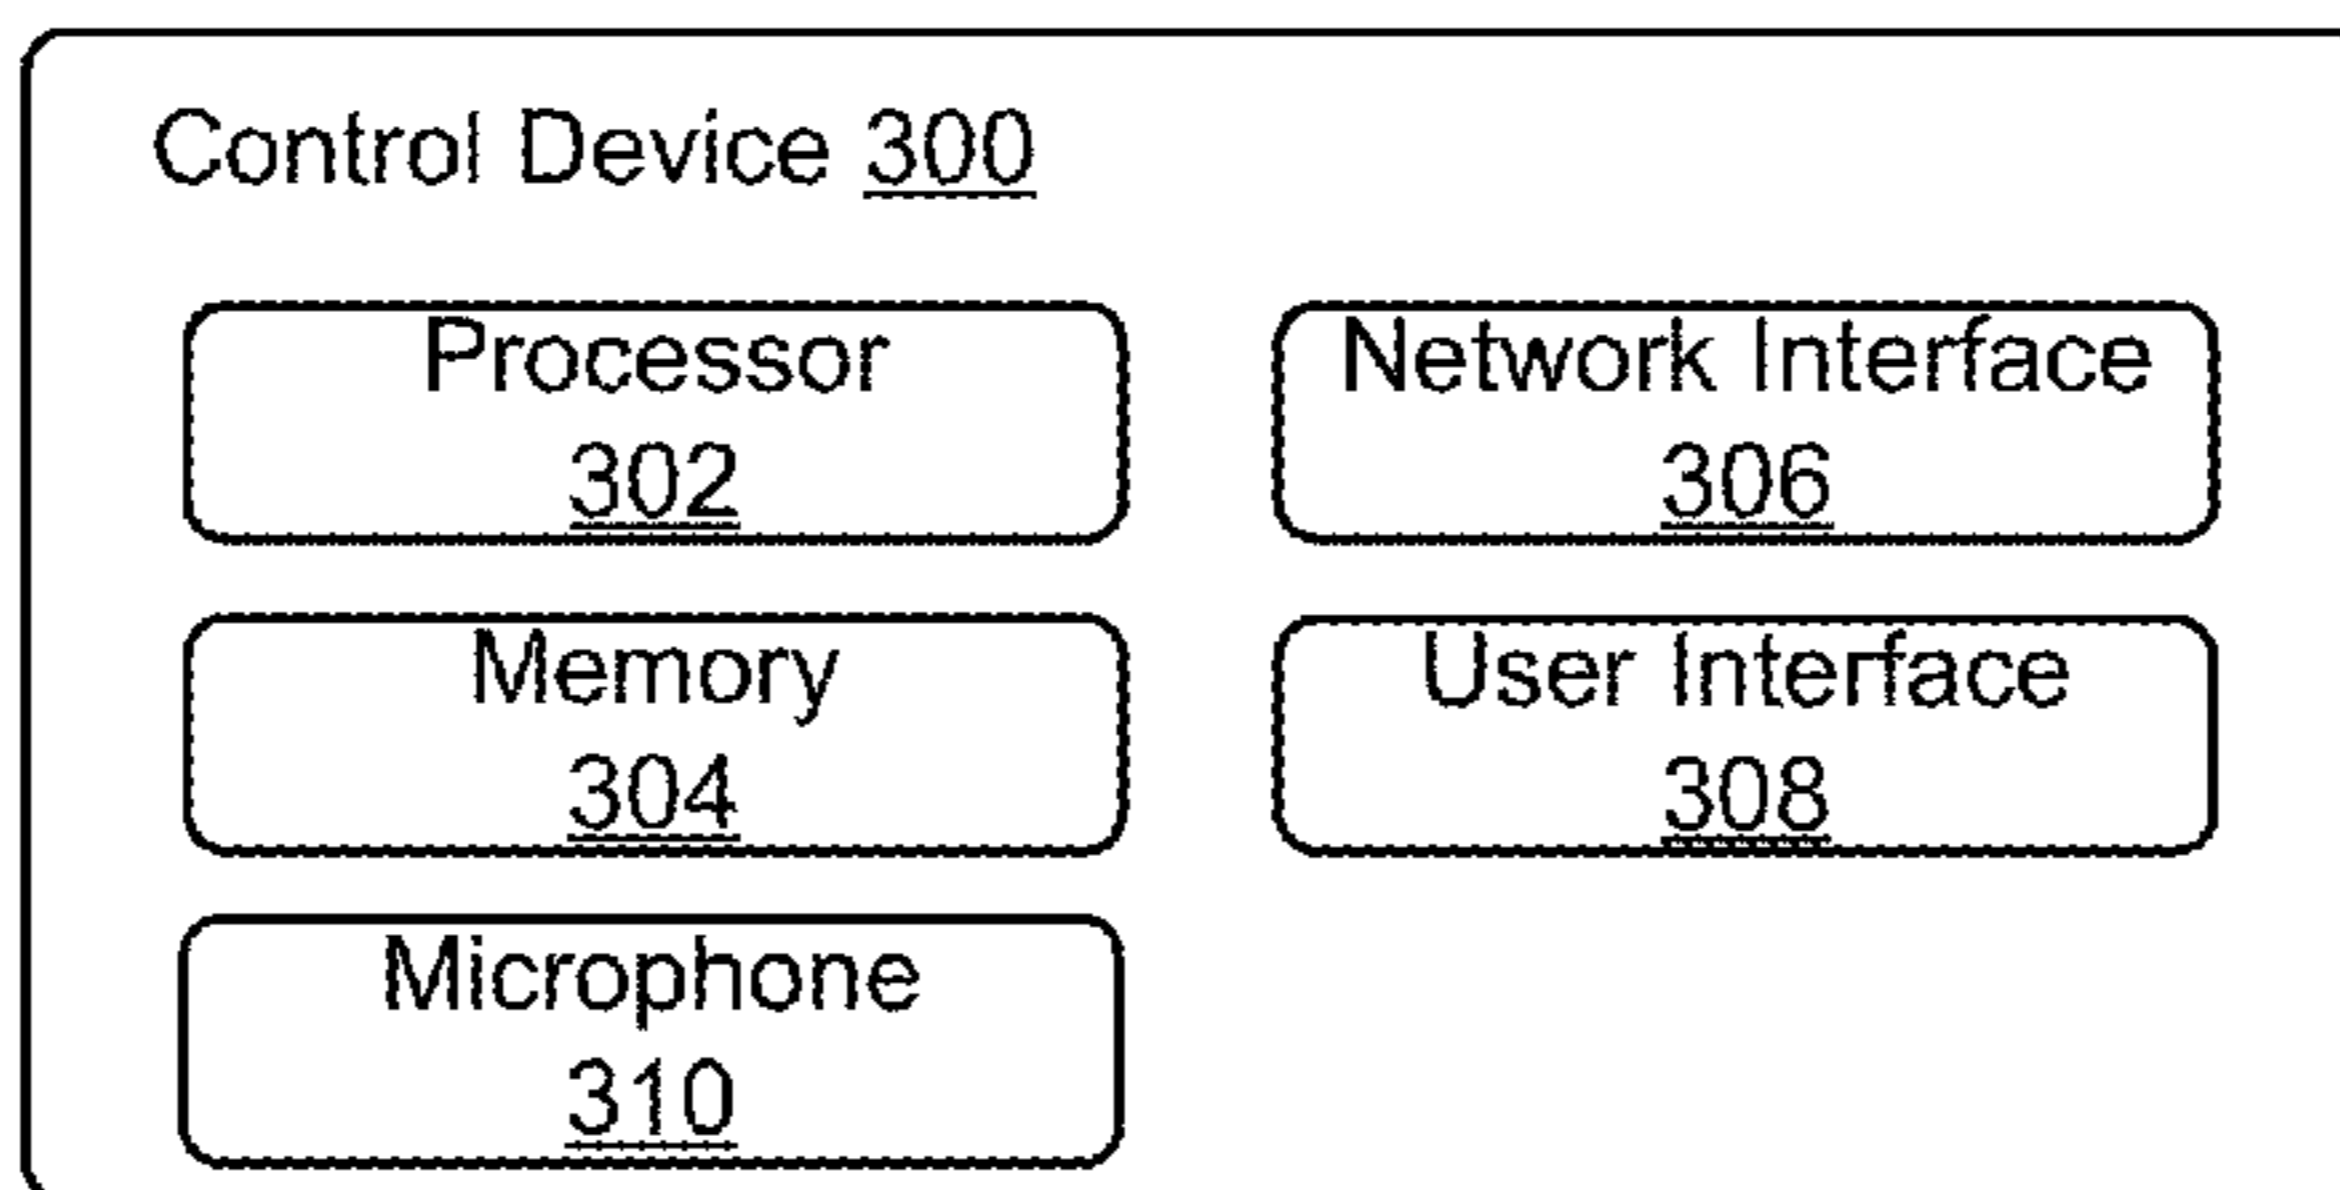 Control Device 300
Processor
302
Network Interface
306
Memory
304
User Interface
308
Microphone
310